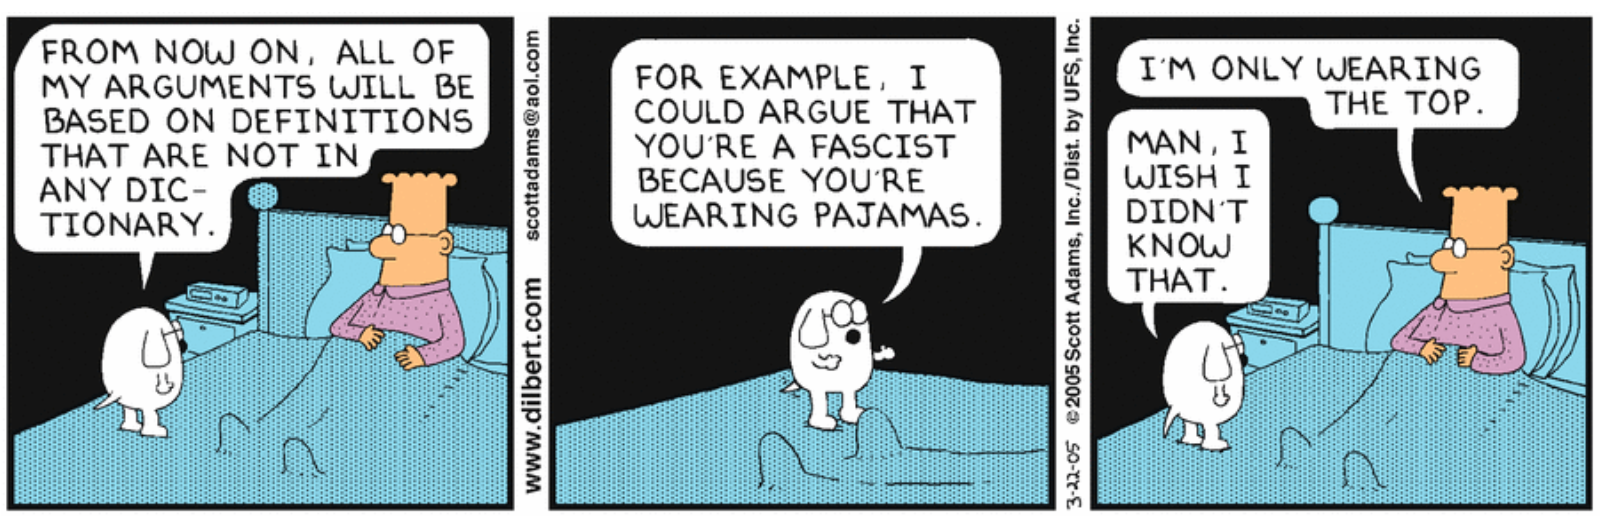 FROM NOW ON, ALL OF
MY ARGUMENTS WILL BE
BASED ON DEFINITIONS
THAT ARE NOT IN
ANY DIC-
TIONARY.
www.dilbert.com scottadams@aol.com
FOR EXAMPLE, I
COULD ARGUE THAT
YOU'RE A FASCIST
BECAUSE YOU'RE
WEARING PAJAMAS.
3-22-05 ©2005 Scott Adams, Inc./Dist. by UFS, Inc.
I'M ONLY WEARING
THE TOP.
MAN, I
WISH I
DIDN'T
KNOW
THAT.